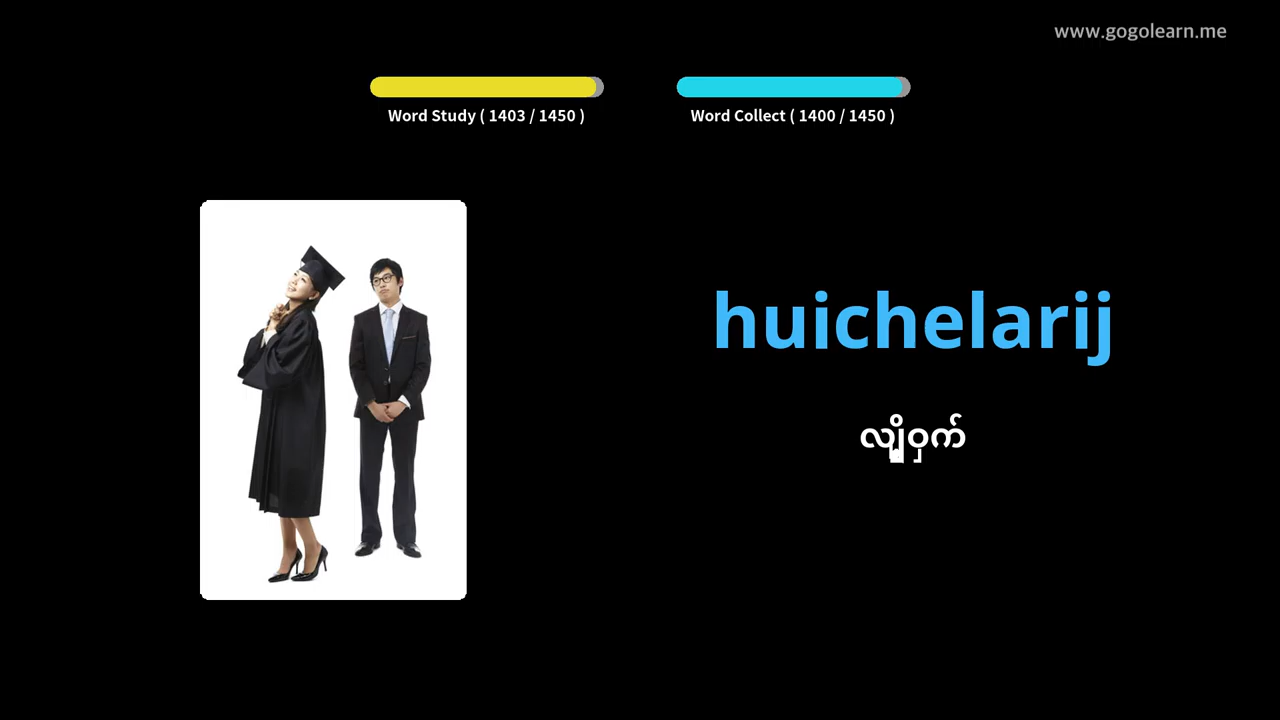 www.gogolearn.me
Word Study ( 1403 / 1450 )
Word Collect ( 1400 / 1450 )
huichelarij
လျှို့ဝှက်